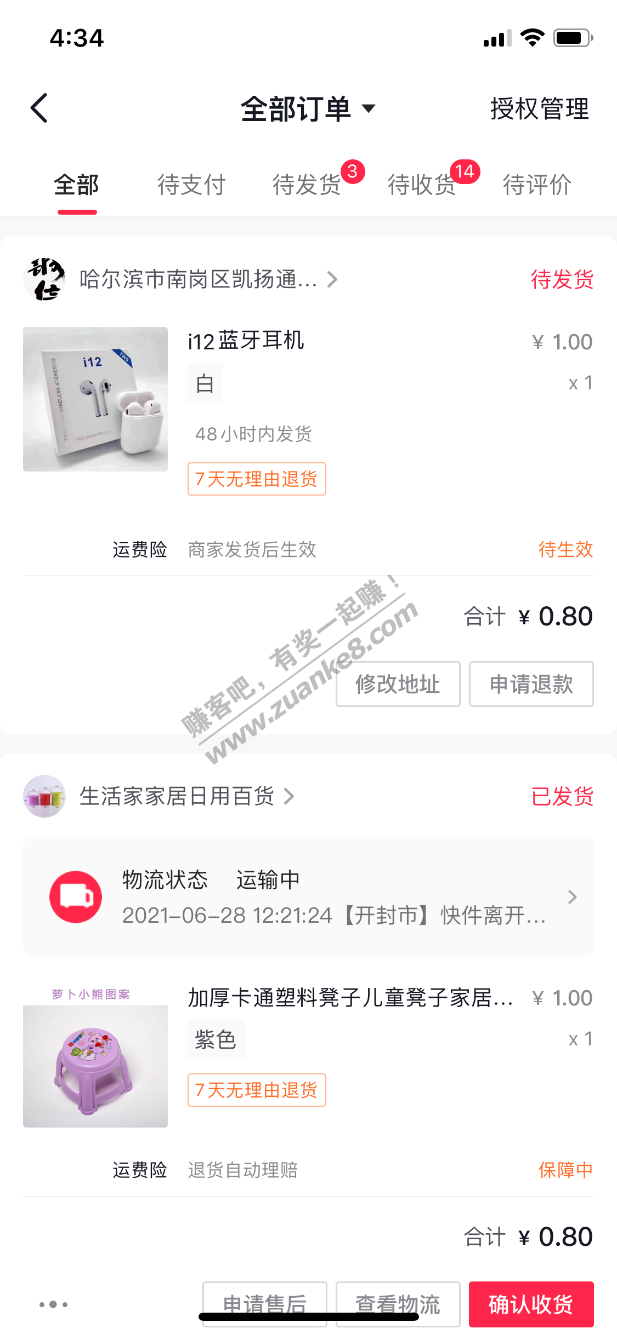 4:34
全部订单
授权管理
全部
待支付
待发货
3
待收货
14
待评价
哈尔滨市南岗区凯扬通...
待发货
i12
i12蓝牙耳机
¥ 1.00
白
x 1
48小时内发货
7天无理由退货
运费险
商家发货后生效
待生效
合计 ¥ 0.80
赚客吧，有奖一起赚！
www.zuanke8.com
修改地址
申请退款
生活家家居日用百货
已发货
物流状态 运输中
2021-06-28 12:21:24【开封市】快件离开...
萝卜小熊图案
加厚卡通塑料凳子儿童凳子家居...
¥ 1.00
紫色
x 1
7天无理由退货
运费险
退货自动理赔
保障中
合计 ¥ 0.80
申请售后
查看物流
确认收货